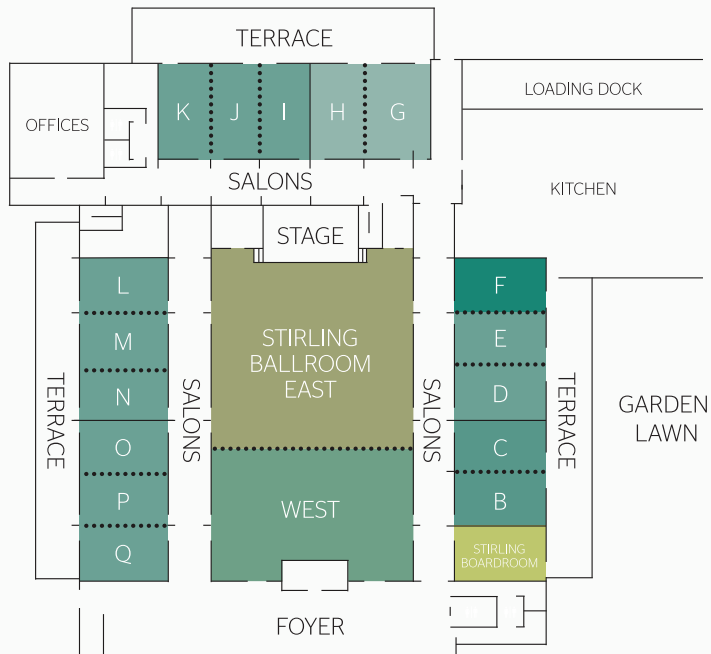 TERRACE
LOADING DOCK
OFFICES
K J I H G
SALONS
KITCHEN
STAGE
L
M
N
O
P
Q
TERRACE
SALONS
STIRLING
BALLROOM
EAST
WEST
SALONS
F
E
D
C
B
STIRLING
BOARDROOM
TERRACE
GARDEN
LAWN
FOYER